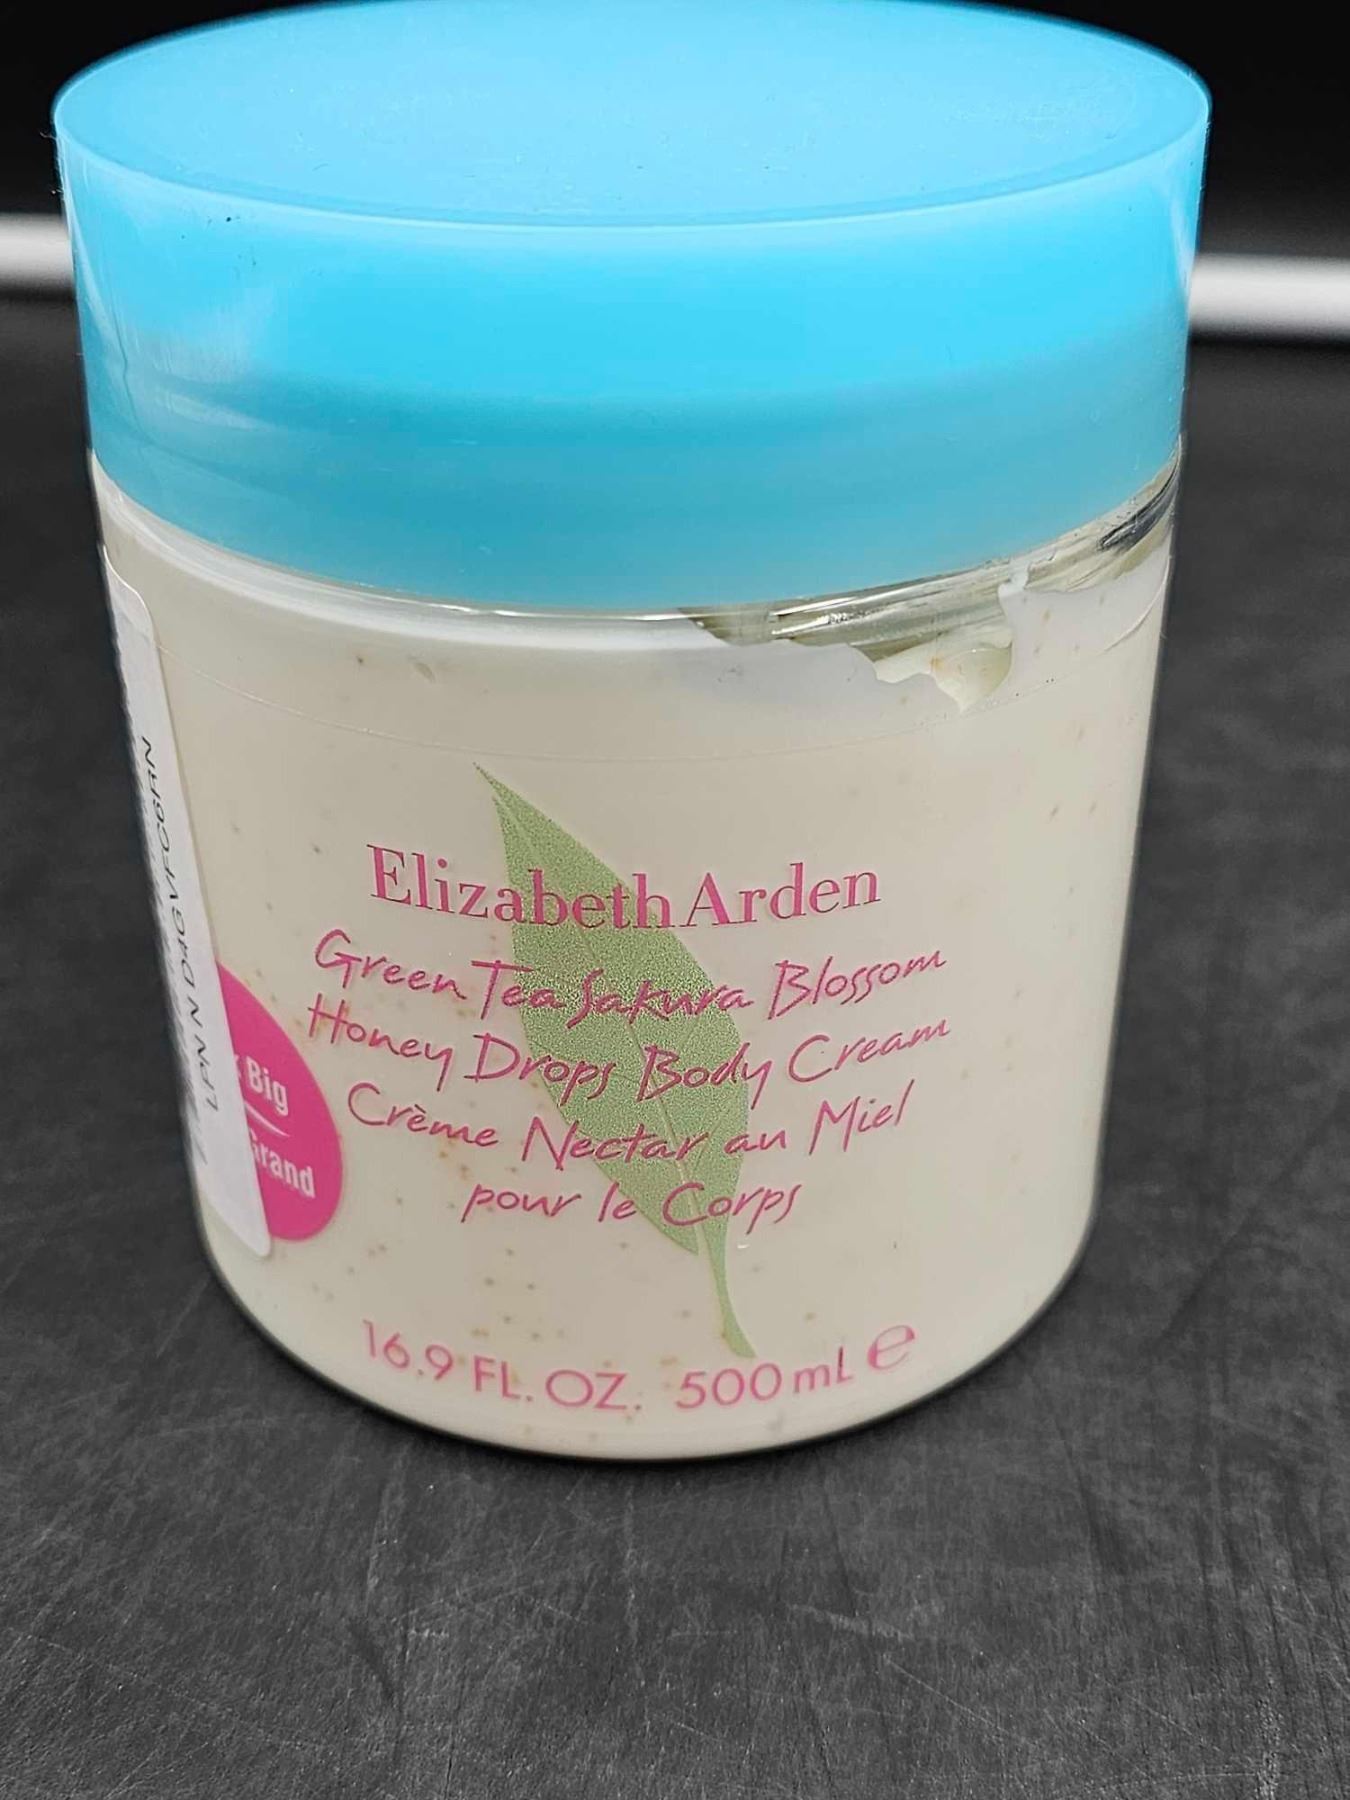 Elizabeth Arden
Green Tea Sakura Blossom
Honey Drops Body Cream
Crème Nectar au Miel
pour le Corps
16.9 FL. OZ. 500 mL e
Big
Grand